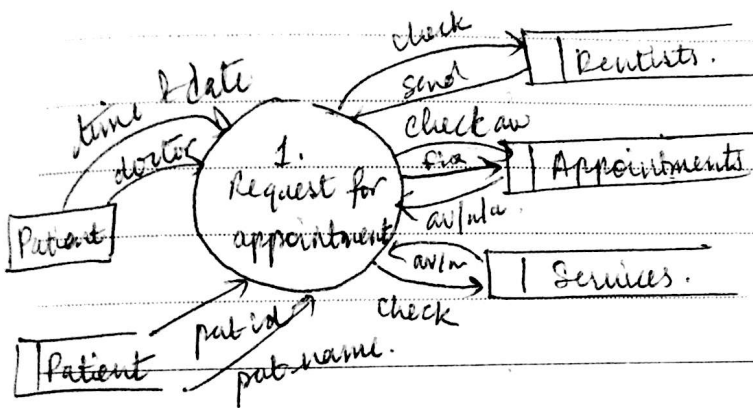 check
send
Dentists.
time & date
doctor
1.
Request for
appointment
check av
Appointments
av/n/a
Patient
av/n
Services.
check
Patient
pat-id
pat-name.